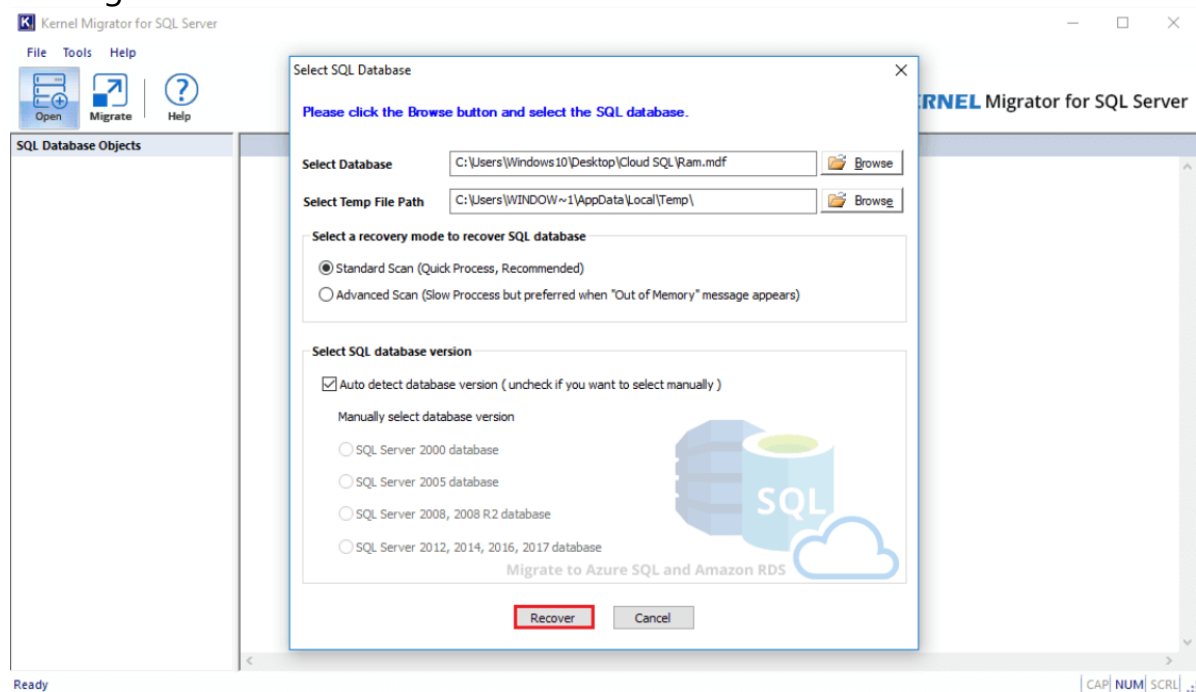 Kernel Migrator for SQL Server
File Tools Help
Open Migrate Help
RNEL Migrator for SQL Server
SQL Database Objects
Select SQL Database
Please click the Browse button and select the SQL database.
Select Database C:\Users\Windows10\Desktop\Cloud SQL\Ram.mdf Browse
Select Temp File Path C:\Users\WINDOW~1\AppData\Local\Temp\ Browse
Select a recovery mode to recover SQL database
Standard Scan (Quick Process, Recommended)
Advanced Scan (Slow Proccess but preferred when "Out of Memory" message appears)
Select SQL database version
Auto detect database version ( uncheck if you want to select manually )
Manually select database version
SQL Server 2000 database
SQL Server 2005 database
SQL Server 2008, 2008 R2 database
SQL Server 2012, 2014, 2016, 2017 database
SQL
Migrate to Azure SQL and Amazon RDS
Recover Cancel
Ready CAP NUM SCRL